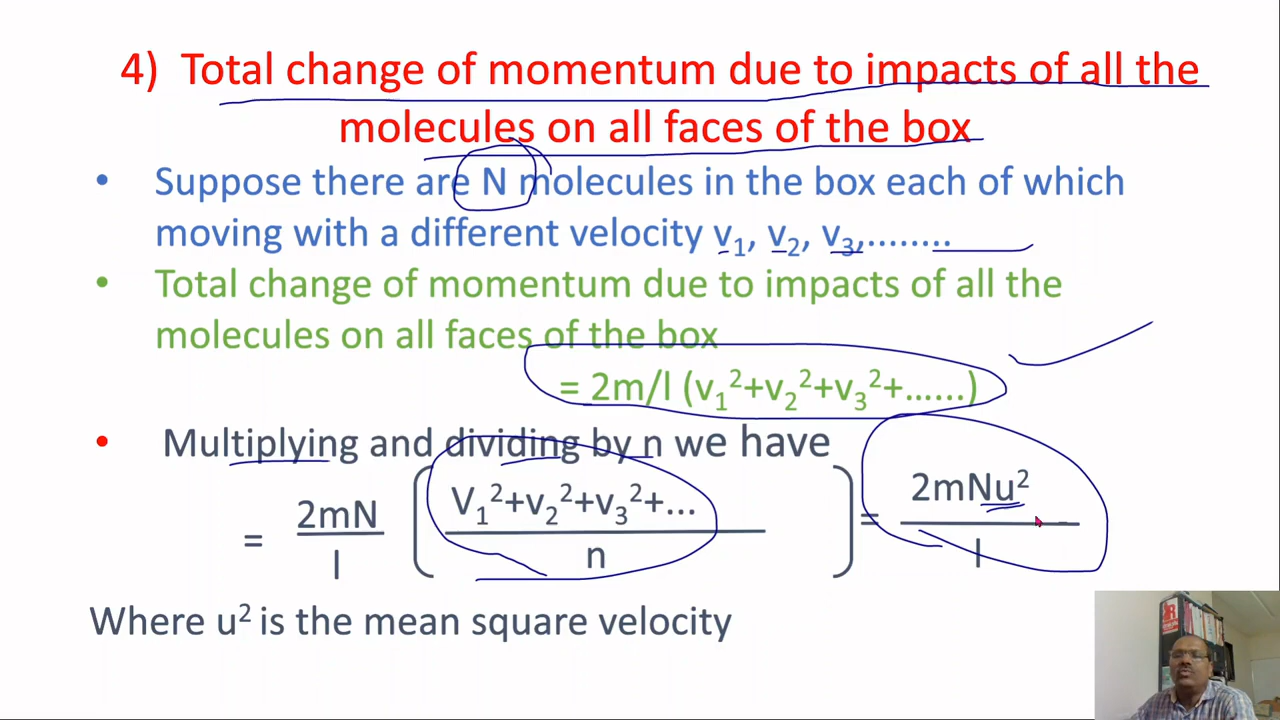 4) Total change of momentum due to impacts of all the
molecules on all faces of the box
• Suppose there are N molecules in the box each of which
moving with a different velocity v₁, v₂, v₃,........
• Total change of momentum due to impacts of all the
molecules on all faces of the box
= 2m/l (v₁²+v₂²+v₃²+......)
• Multiplying and dividing by n we have
V₁²+v₂²+v₃²+...
2mN
= l
n
= 2mNu²
l
Where u² is the mean square velocity